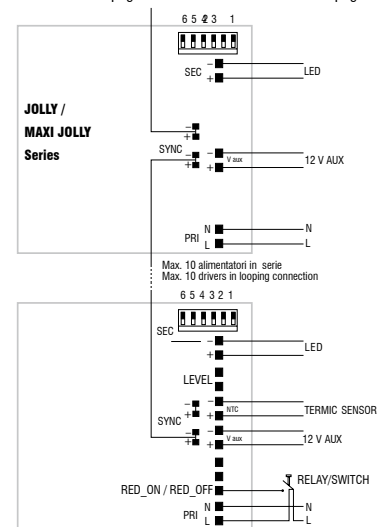 6 5 4 2 3 1
− SEC + LED
JOLLY /
MAXI JOLLY
Series
−
+
SYNC − + − + V aux 12 V AUX
N PRI L N L
Max. 10 alimentatori in serie
Max. 10 drivers in looping connection
6 5 4 3 2 1
SEC − + LED
LEVEL
− + SYNC − + NTC TERMIC SENSOR
− + − + V aux 12 V AUX
RELAY/SWITCH
RED_ON / RED_OFF
N PRI L N L